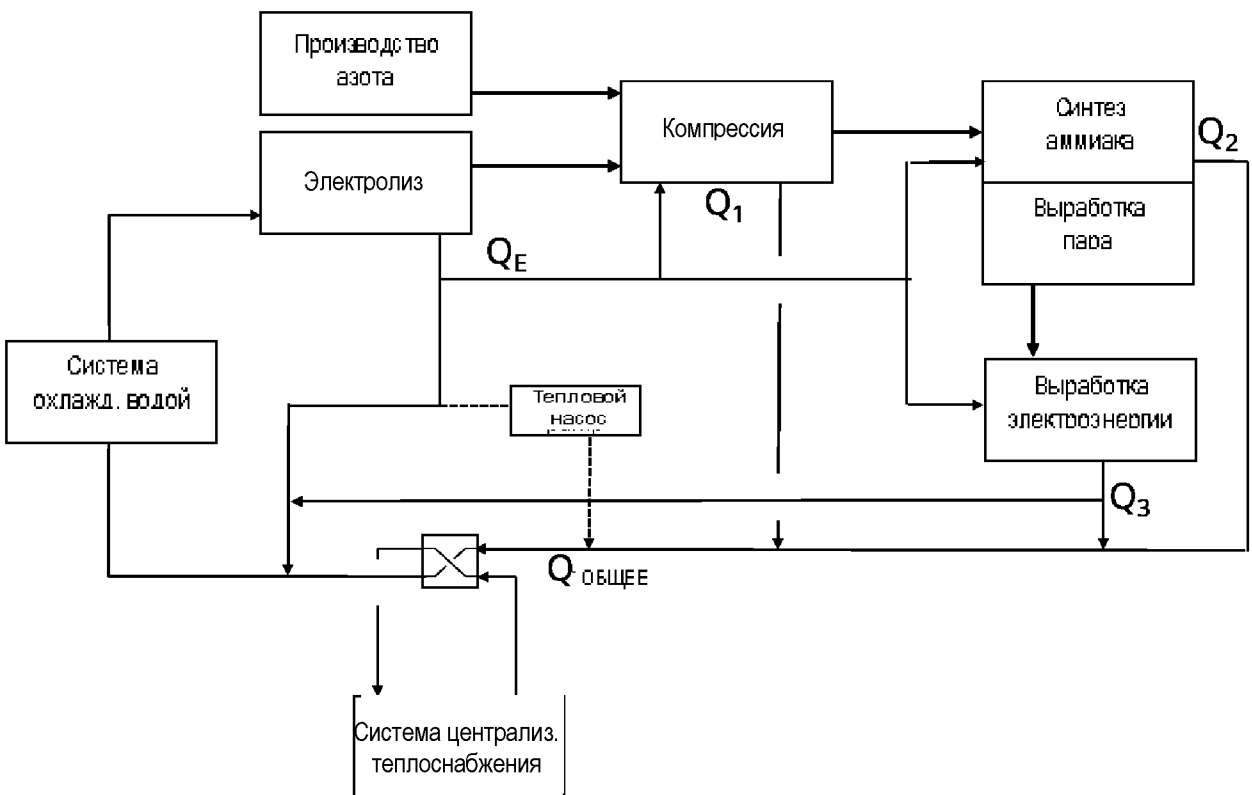 Производство
азота
Электролиз
Компрессия
Синтез
аммиака
Q2
Выработка
пара
Q1
QE
Система
охлажд. водой
Тепловой
насос
Выработка
электроэнергии
Q3
Q ОБЩЕЕ
Система централиз.
теплоснабжения